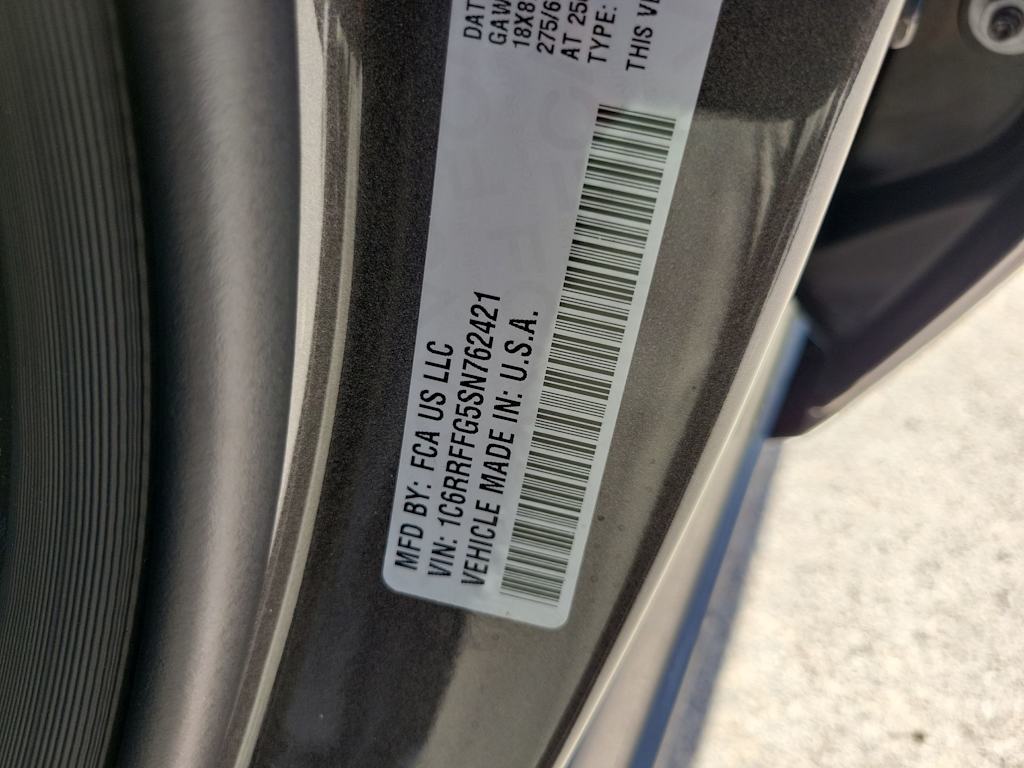 MFD BY: FCA US LLC
VIN: 1C6RRFFG5SN762421
VEHICLE MADE IN: U.S.A.
DAT
GAW
18X8
275/6
AT 25
TYPE:
THIS VE